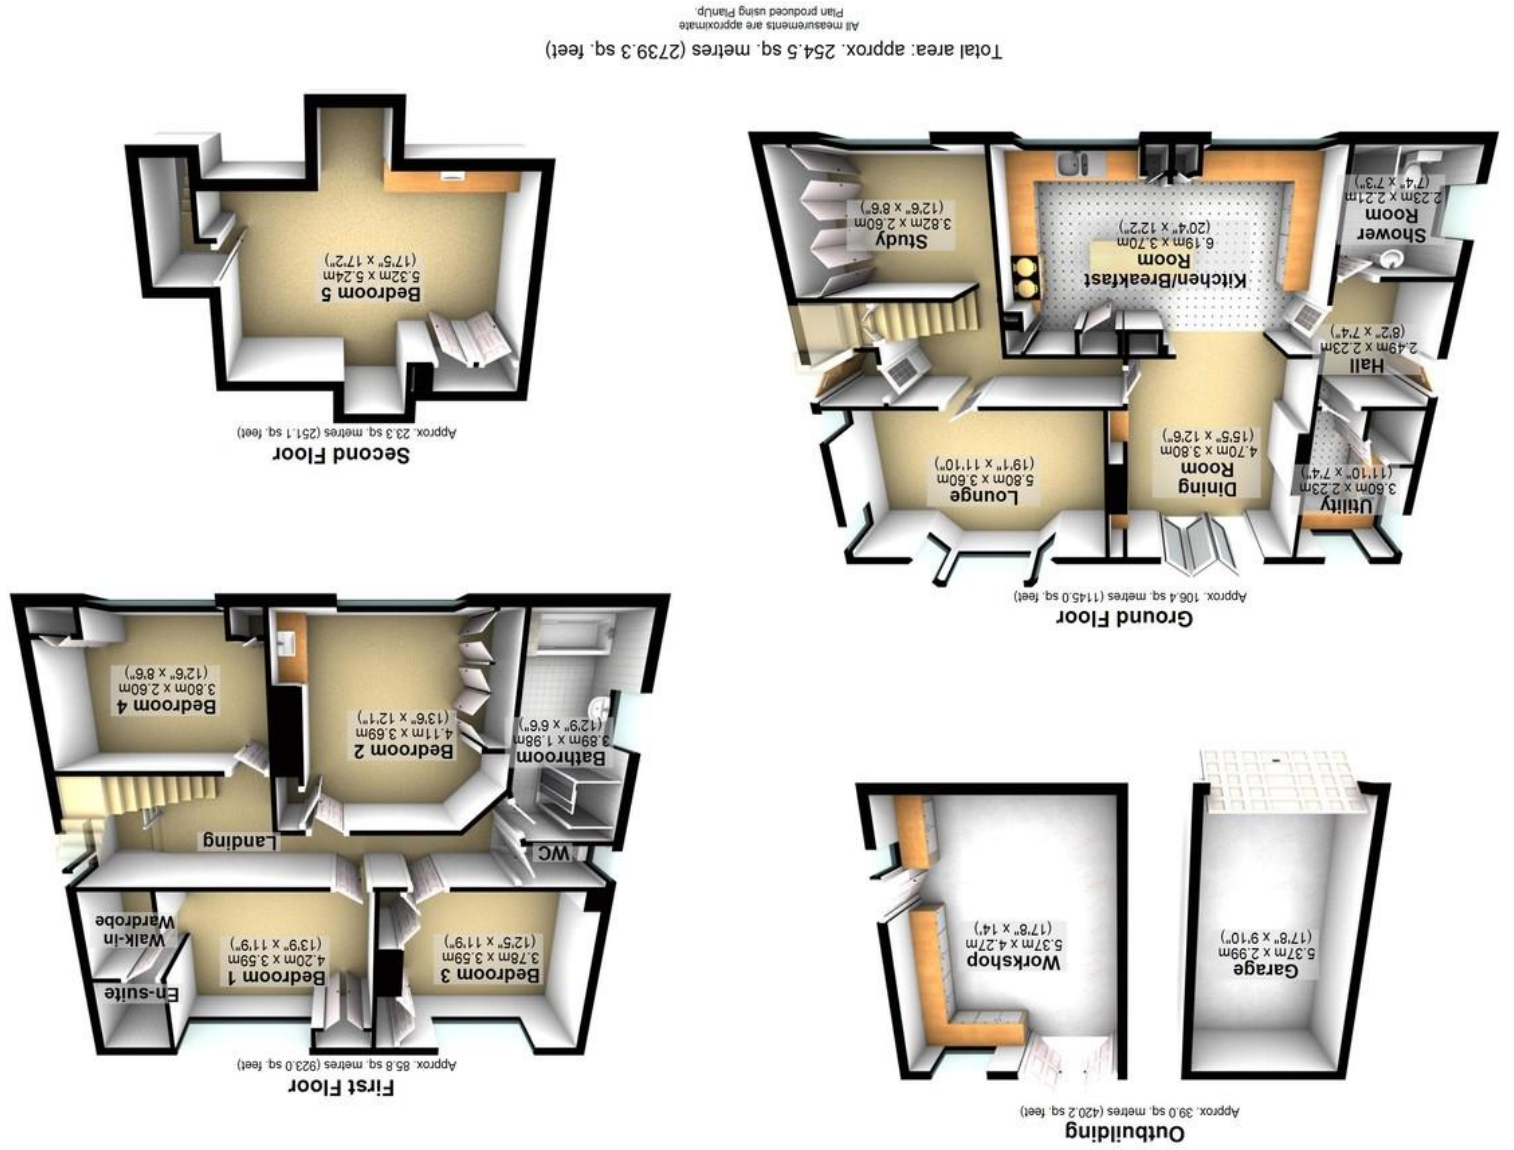 Outbuilding
Approx. 39.0 sq. metres (420.2 sq. feet)
Garage
5.37m x 2.99m
(17'8" x 9'10")
Workshop
5.37m x 4.27m
(17'8" x 14')
First Floor
Approx. 85.8 sq. metres (923.0 sq. feet)
Bedroom 3
3.78m x 3.59m
(12'5" x 11'9")
Bedroom 1
4.20m x 3.59m
(13'9" x 11'9")
En-suite
Walk-in
Wardrobe
WC
Landing
Bathroom
3.89m x 1.98m
(12'9" x 6'6")
Bedroom 2
4.11m x 3.69m
(13'6" x 12'1")
Bedroom 4
3.80m x 2.60m
(12'6" x 8'6")
Ground Floor
Approx. 106.4 sq. metres (1145.0 sq. feet)
Utility
3.60m x 2.23m
(11'10" x 7'4")
Dining
Room
4.70m x 3.80m
(15'5" x 12'6")
Lounge
5.80m x 3.60m
(19'1" x 11'10")
Hall
2.49m x 2.23m
(8'2" x 7'4")
Kitchen/Breakfast
Room
6.19m x 3.70m
(20'4" x 12'2")
Shower
Room
2.23m x 2.21m
(7'4" x 7'3")
Study
3.82m x 2.60m
(12'6" x 8'6")
Second Floor
Approx. 23.3 sq. metres (251.1 sq. feet)
Bedroom 5
5.32m x 5.24m
(17'5" x 17'2")
Total area: approx. 254.5 sq. metres (2739.3 sq. feet)
All measurements are approximate
Plan produced using PlanUp.